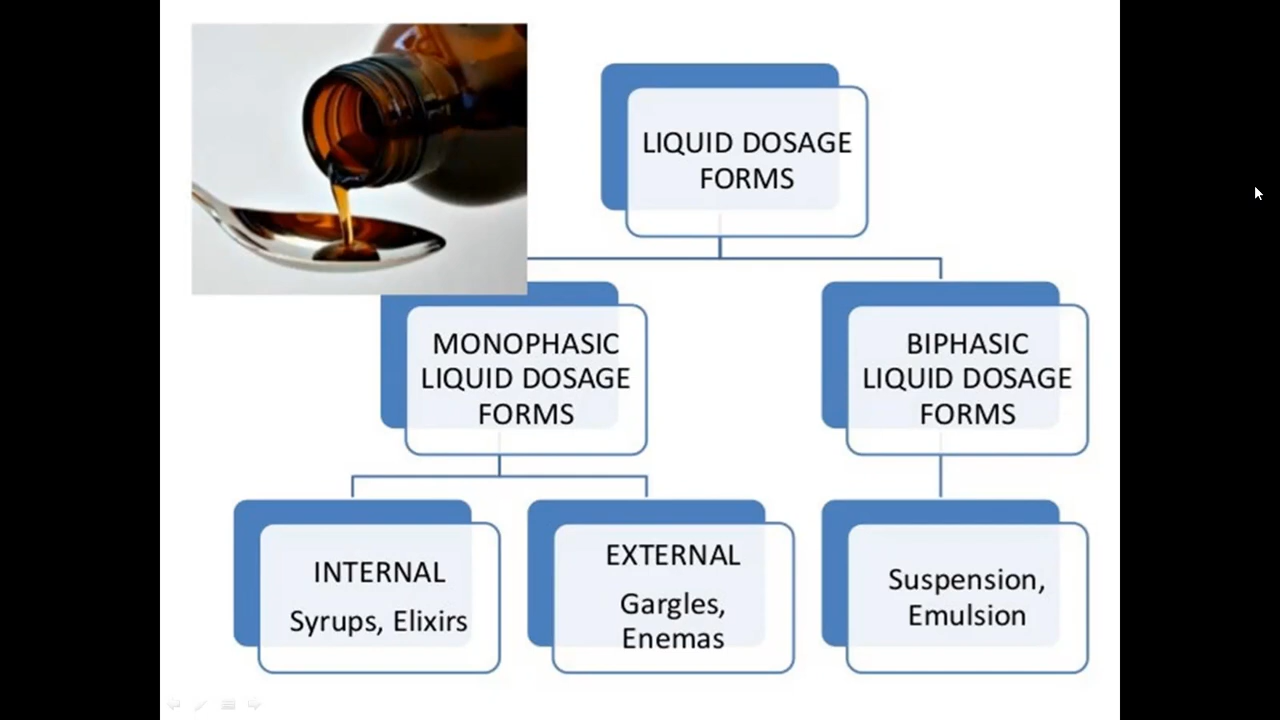 LIQUID DOSAGE
FORMS
MONOPHASIC
LIQUID DOSAGE
FORMS
BIPHASIC
LIQUID DOSAGE
FORMS
INTERNAL
Syrups, Elixirs
EXTERNAL
Gargles,
Enemas
Suspension,
Emulsion